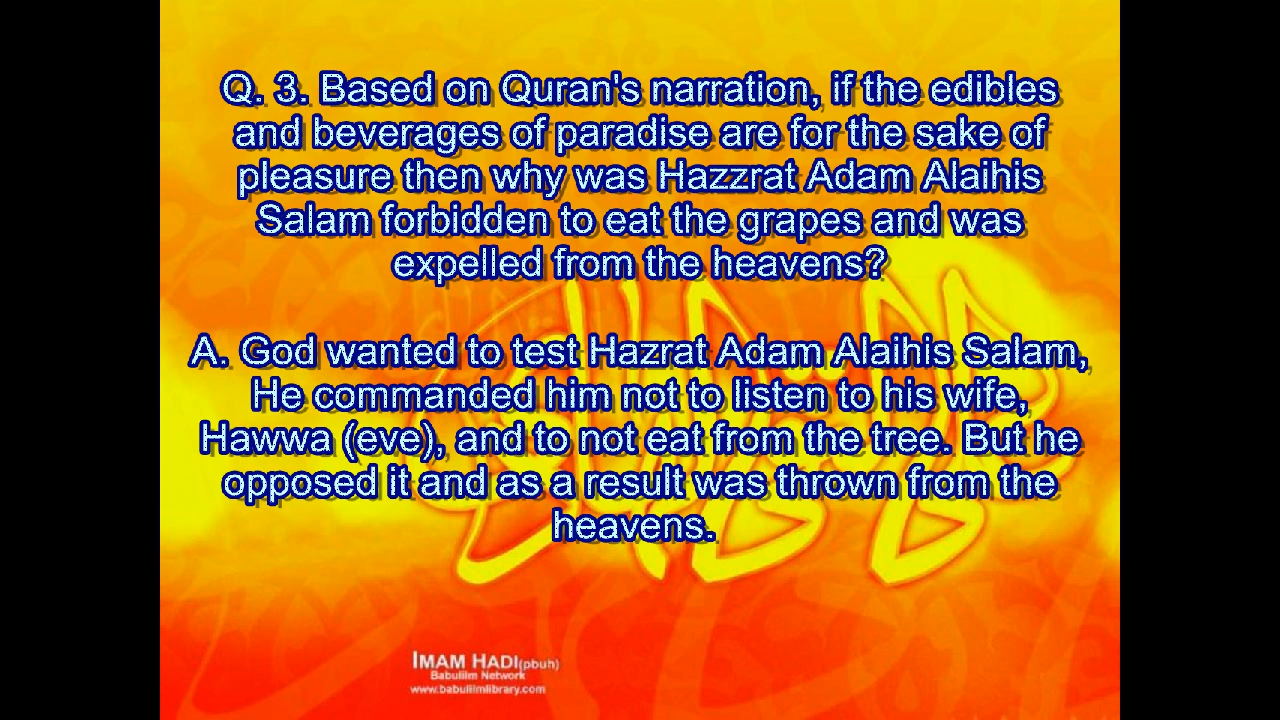 Q. 3. Based on Quran's narration, if the edibles
and beverages of paradise are for the sake of
pleasure then why was Hazzrat Adam Alaihis
Salam forbidden to eat the grapes and was
expelled from the heavens?
A. God wanted to test Hazrat Adam Alaihis Salam,
He commanded him not to listen to his wife,
Hawwa (eve), and to not eat from the tree. But he
opposed it and as a result was thrown from the
heavens.
IMAM HADI(pbuh)
Babulilm Network
www.babulilmlibrary.com